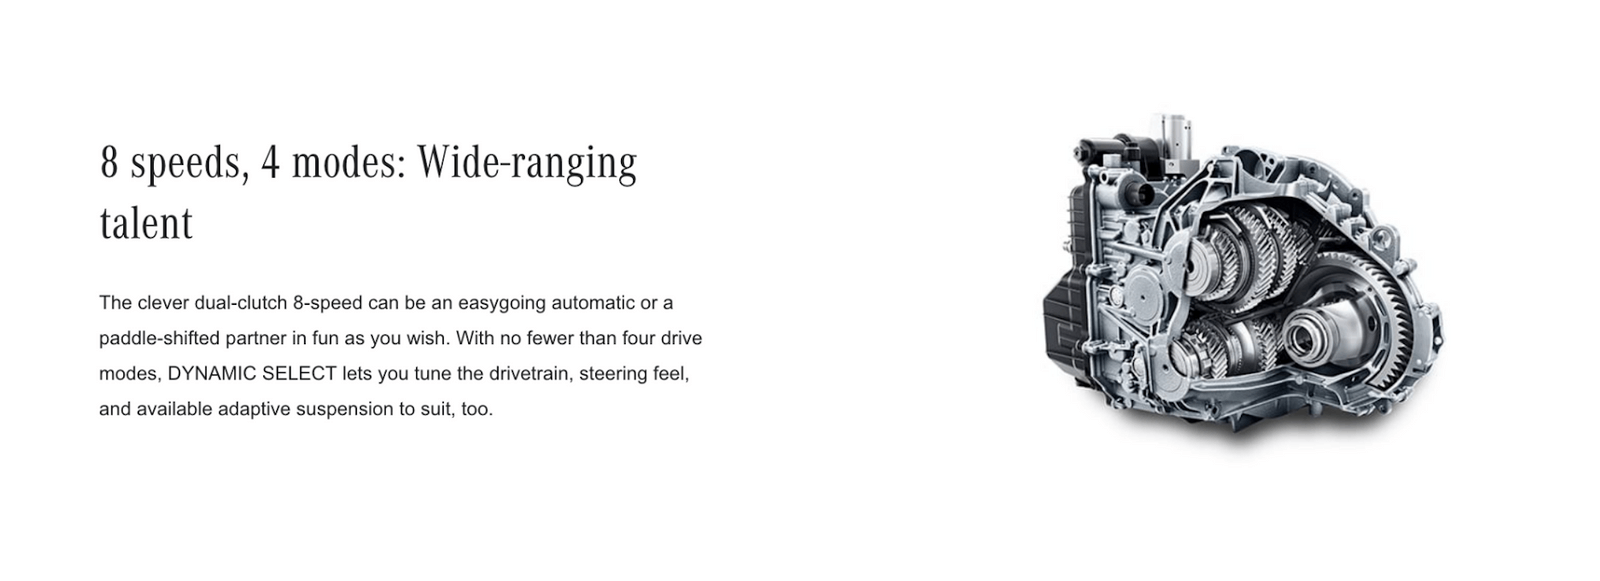 8 speeds, 4 modes: Wide-ranging
talent
The clever dual-clutch 8-speed can be an easygoing automatic or a
paddle-shifted partner in fun as you wish. With no fewer than four drive
modes, DYNAMIC SELECT lets you tune the drivetrain, steering feel,
and available adaptive suspension to suit, too.